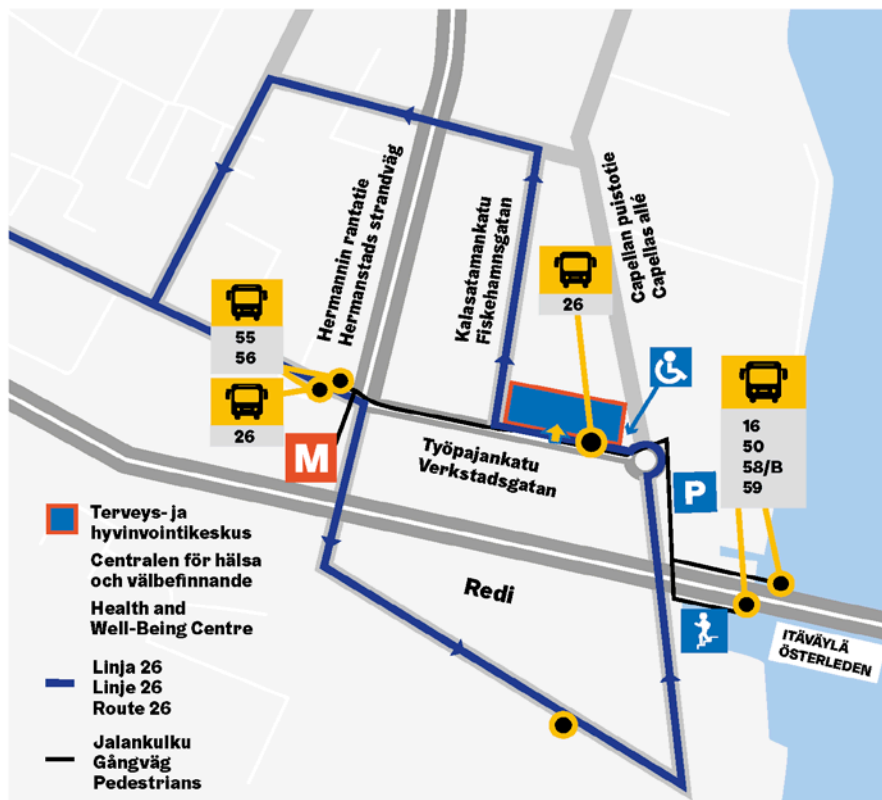 Hermannin rantatie
Hermanstads strandväg
Kalasatamankatu
Fiskehamnsgatan
Capellan puistotie
Capellas allé
26
55
56
26
16
50
58/B
59
M
P
Työpajankatu
Verkstadsgatan
Redi
ITÄVÄYLÄ
ÖSTERLEDEN
Terveys- ja
hyvinvointikeskus
Centralen för hälsa
och välbefinnande
Health and
Well-Being Centre
Linja 26
Linje 26
Route 26
Jalankulku
Gångväg
Pedestrians